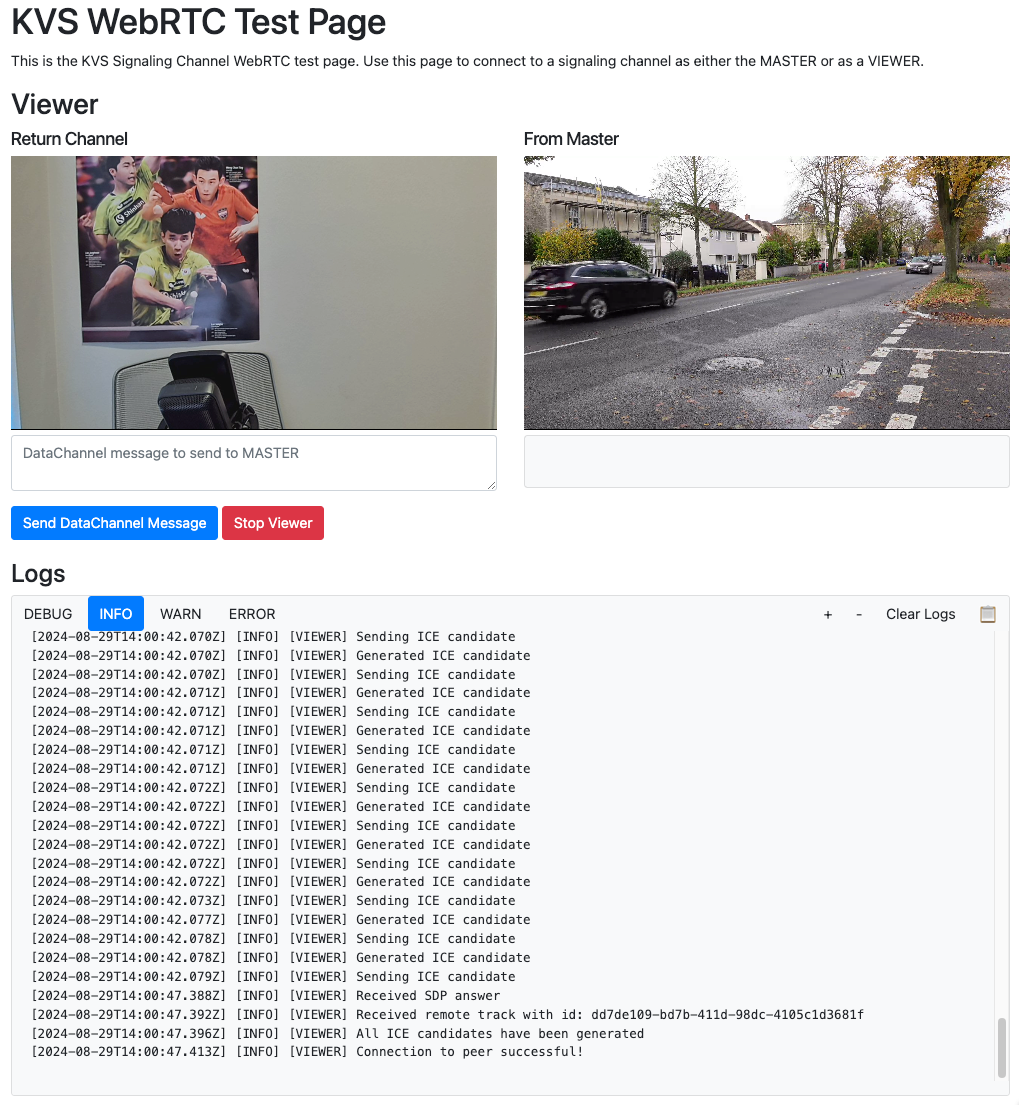 KVS WebRTC Test Page
This is the KVS Signaling Channel WebRTC test page. Use this page to connect to a signaling channel as either the MASTER or as a VIEWER.
Viewer
Return Channel
From Master
DataChannel message to send to MASTER
Send DataChannel Message
Stop Viewer
Logs
DEBUG INFO WARN ERROR + - Clear Logs
[2024-08-29T14:00:42.070Z] [INFO] [VIEWER] Sending ICE candidate
[2024-08-29T14:00:42.070Z] [INFO] [VIEWER] Generated ICE candidate
[2024-08-29T14:00:42.070Z] [INFO] [VIEWER] Sending ICE candidate
[2024-08-29T14:00:42.071Z] [INFO] [VIEWER] Generated ICE candidate
[2024-08-29T14:00:42.071Z] [INFO] [VIEWER] Sending ICE candidate
[2024-08-29T14:00:42.071Z] [INFO] [VIEWER] Generated ICE candidate
[2024-08-29T14:00:42.071Z] [INFO] [VIEWER] Sending ICE candidate
[2024-08-29T14:00:42.071Z] [INFO] [VIEWER] Generated ICE candidate
[2024-08-29T14:00:42.072Z] [INFO] [VIEWER] Sending ICE candidate
[2024-08-29T14:00:42.072Z] [INFO] [VIEWER] Generated ICE candidate
[2024-08-29T14:00:42.072Z] [INFO] [VIEWER] Sending ICE candidate
[2024-08-29T14:00:42.072Z] [INFO] [VIEWER] Generated ICE candidate
[2024-08-29T14:00:42.072Z] [INFO] [VIEWER] Sending ICE candidate
[2024-08-29T14:00:42.072Z] [INFO] [VIEWER] Generated ICE candidate
[2024-08-29T14:00:42.073Z] [INFO] [VIEWER] Sending ICE candidate
[2024-08-29T14:00:42.077Z] [INFO] [VIEWER] Generated ICE candidate
[2024-08-29T14:00:42.078Z] [INFO] [VIEWER] Sending ICE candidate
[2024-08-29T14:00:42.078Z] [INFO] [VIEWER] Generated ICE candidate
[2024-08-29T14:00:42.079Z] [INFO] [VIEWER] Sending ICE candidate
[2024-08-29T14:00:47.388Z] [INFO] [VIEWER] Received SDP answer
[2024-08-29T14:00:47.392Z] [INFO] [VIEWER] Received remote track with id: dd7de109-bd7b-411d-98dc-4105c1d3681f
[2024-08-29T14:00:47.396Z] [INFO] [VIEWER] All ICE candidates have been generated
[2024-08-29T14:00:47.413Z] [INFO] [VIEWER] Connection to peer successful!